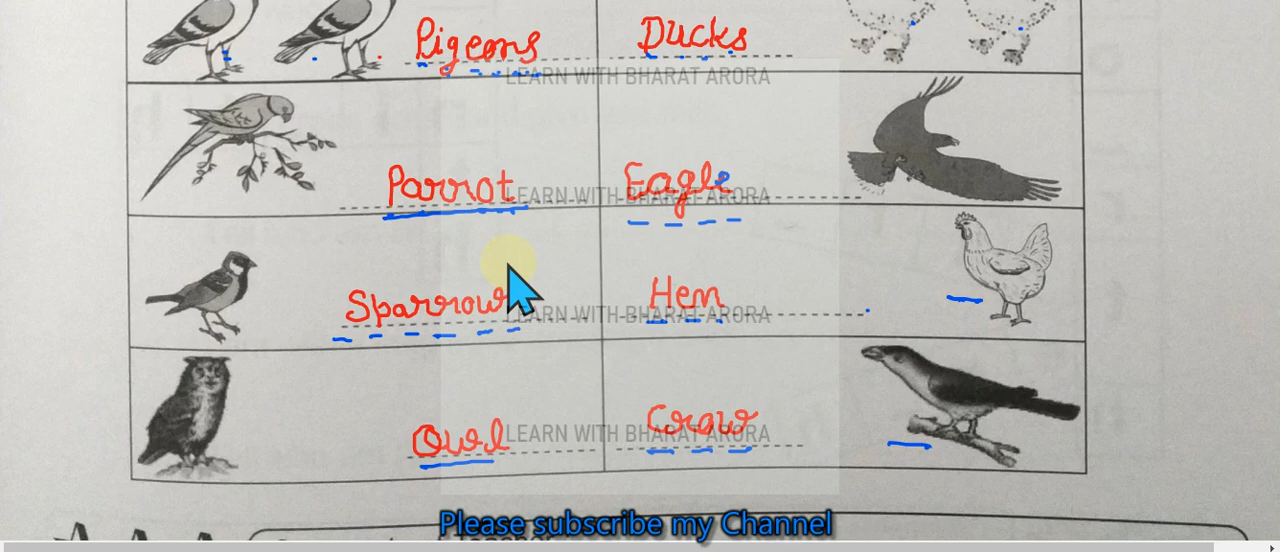 Pigeons Ducks
LEARN WITH BHARAT ARORA
Parrot Eagle
LEARN WITH BHARAT ARORA
Sparrow Hen
LEARN WITH BHARAT ARORA
Owl Craw
LEARN WITH BHARAT ARORA
Please subscribe my Channel